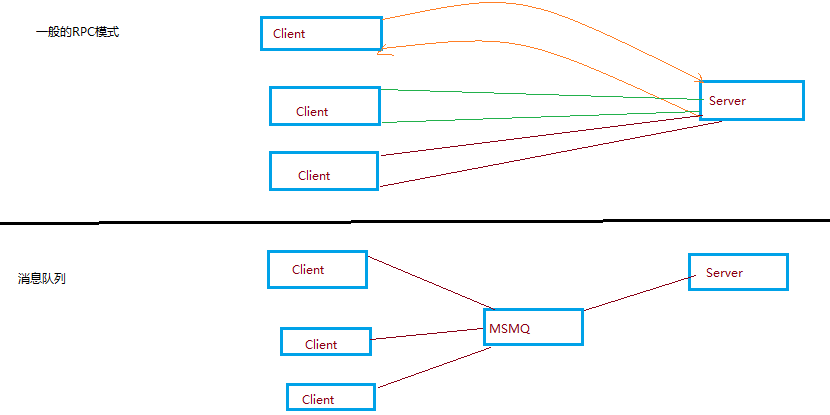 一般的RPC模式
Client
Client
Client
Server
消息队列
Client
Client
Client
MSMQ
Server